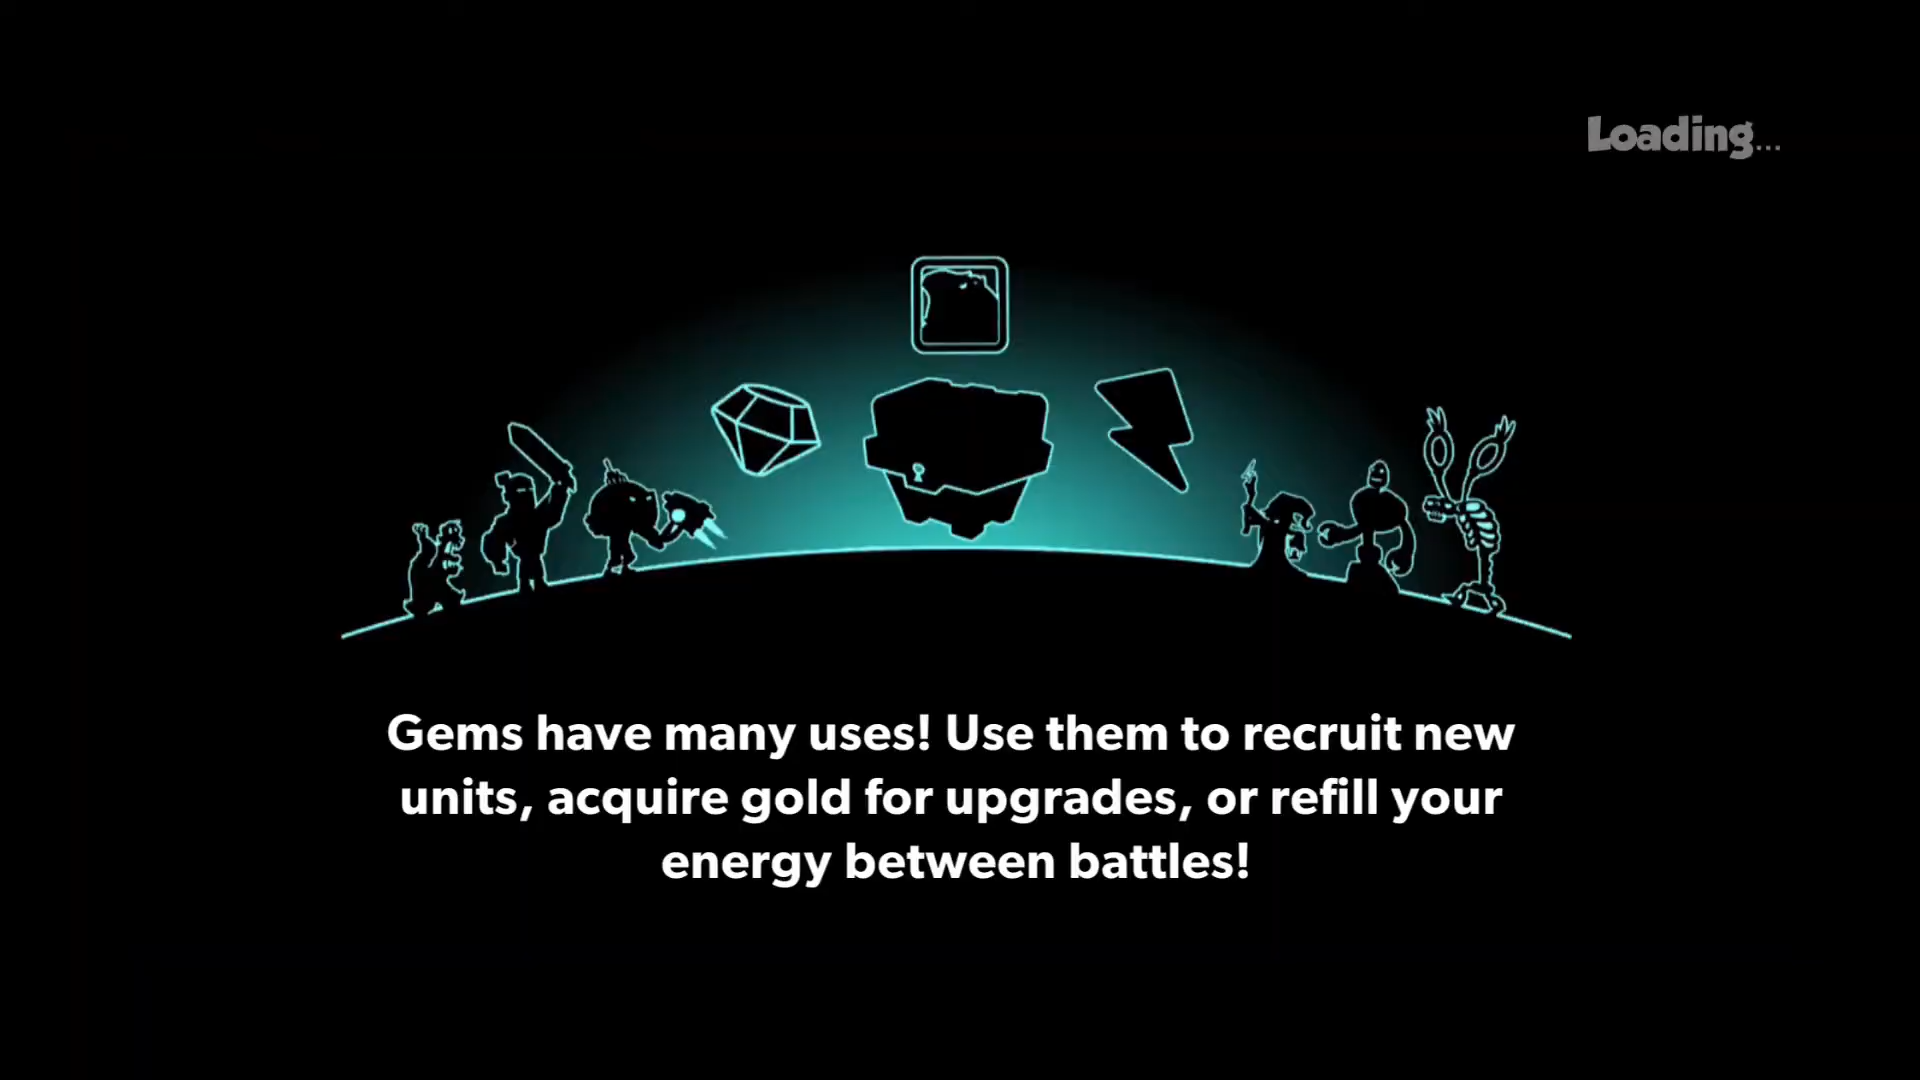 Loading...
Gems have many uses! Use them to recruit new
units, acquire gold for upgrades, or refill your
energy between battles!